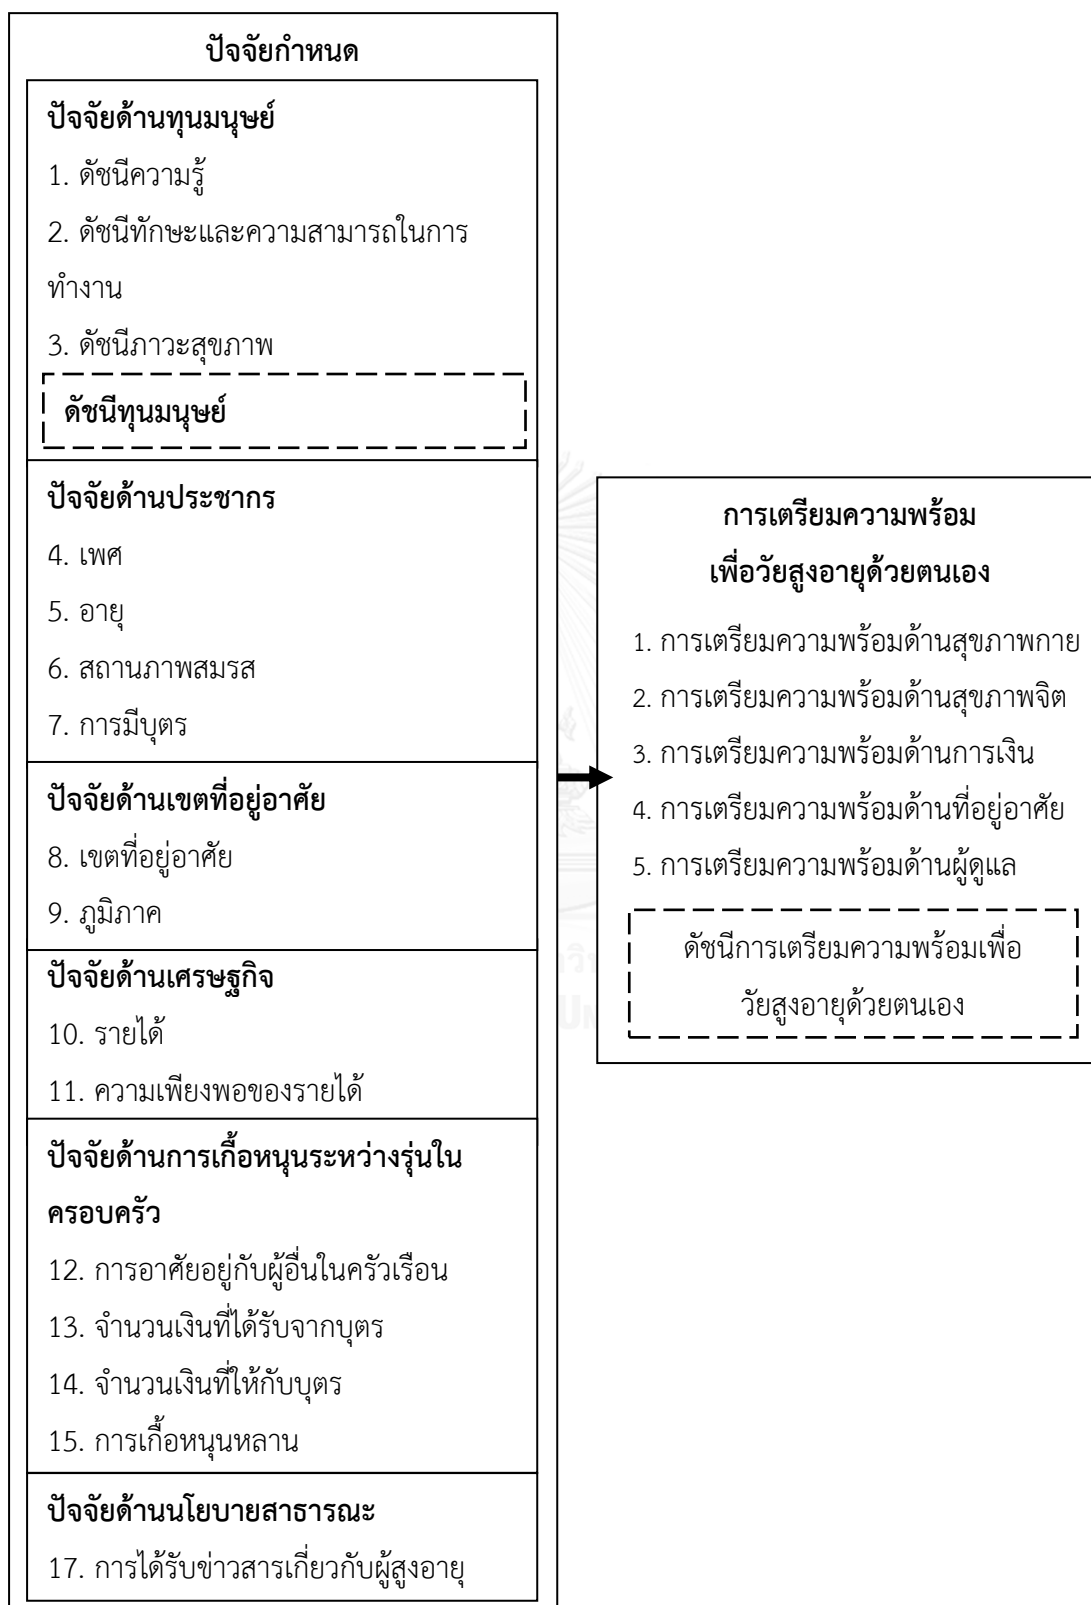 ปัจจัยกำหนด
ปัจจัยด้านทุนมนุษย์
1. ดัชนีความรู้
2. ดัชนีทักษะและความสามารถในการ
ทำงาน
3. ดัชนีภาวะสุขภาพ
ดัชนีทุนมนุษย์
ปัจจัยด้านประชากร
4. เพศ
5. อายุ
6. สถานภาพสมรส
7. การมีบุตร
ปัจจัยด้านเขตที่อยู่อาศัย
8. เขตที่อยู่อาศัย
9. ภูมิภาค
ปัจจัยด้านเศรษฐกิจ
10. รายได้
11. ความเพียงพอของรายได้
ปัจจัยด้านการเกื้อหนุนระหว่างรุ่นใน
ครอบครัว
12. การอาศัยอยู่กับผู้อื่นในครัวเรือน
13. จำนวนเงินที่ได้รับจากบุตร
14. จำนวนเงินที่ให้กับบุตร
15. การเกื้อหนุนหลาน
ปัจจัยด้านนโยบายสาธารณะ
17. การได้รับข่าวสารเกี่ยวกับผู้สูงอายุ
การเตรียมความพร้อม
เพื่อวัยสูงอายุด้วยตนเอง
1. การเตรียมความพร้อมด้านสุขภาพกาย
2. การเตรียมความพร้อมด้านสุขภาพจิต
3. การเตรียมความพร้อมด้านการเงิน
4. การเตรียมความพร้อมด้านที่อยู่อาศัย
5. การเตรียมความพร้อมด้านผู้ดูแล
ดัชนีการเตรียมความพร้อมเพื่อ
วัยสูงอายุด้วยตนเอง